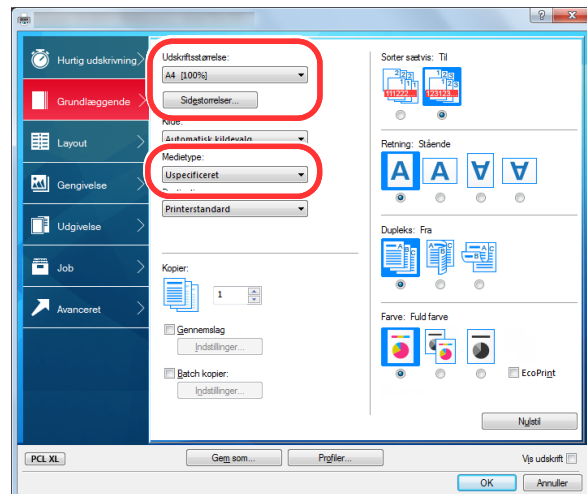 Hurtig udskrivning
Grundlæggende
Layout
Gengivelse
Udgivelse
Job
Avanceret
Udskriftsstørrelse:
A4 [100%]
Sidestørrelser...
Kilde:
Automatisk kildevalg
Medietype:
Uspecificeret
Printerstandard
Kopier:
1
Gennemslag
Indstillinger...
Batch kopier:
Indstillinger...
Sorter sætvis: Til
111222...
123123...
Retning: Stående
A A A A
Dupleks: Fra
Farve: Fuld farve
EcoPrint
Nulstil
PCL XL
Gem som...
Profiler...
Vis udskrift
OK
Annuller